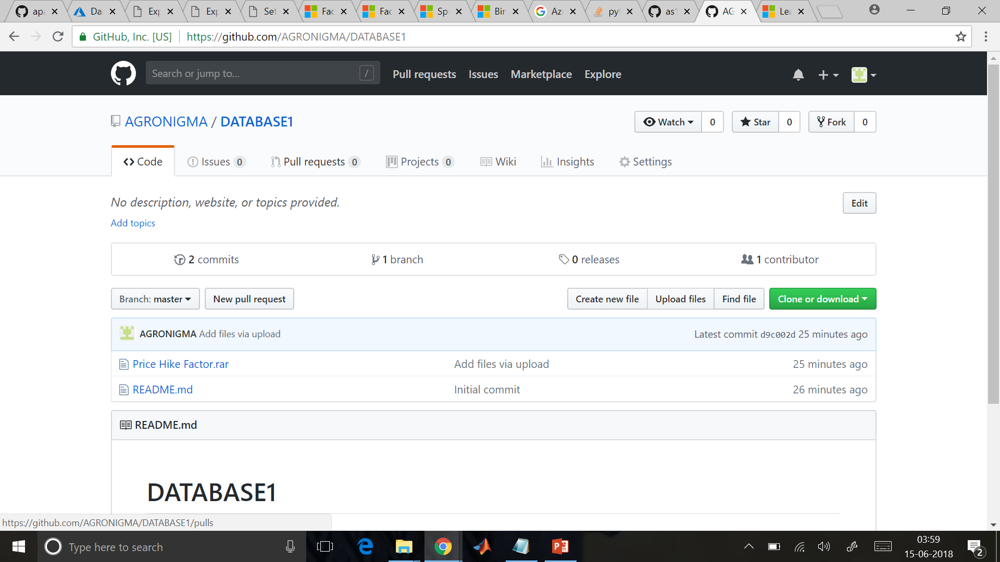 apa Da Exp Exp Set Fac Fac Spe Bin Azu pyt as AG Lea
GitHub, Inc. [US] https://github.com/AGRONIGMA/DATABASE1
Search or jump to... / Pull requests Issues Marketplace Explore
AGRONIGMA / DATABASE1 Watch 0 Star 0 Fork 0
Code Issues 0 Pull requests 0 Projects 0 Wiki Insights Settings
No description, website, or topics provided. Edit
Add topics
2 commits 1 branch 0 releases 1 contributor
Branch: master New pull request Create new file Upload files Find file Clone or download
AGRONIGMA Add files via upload Latest commit d9c002d 25 minutes ago
Price Hike Factor.rar Add files via upload 25 minutes ago
README.md Initial commit 26 minutes ago
README.md
DATABASE1
https://github.com/AGRONIGMA/DATABASE1/pulls
Type here to search 03:59
15-06-2018 2